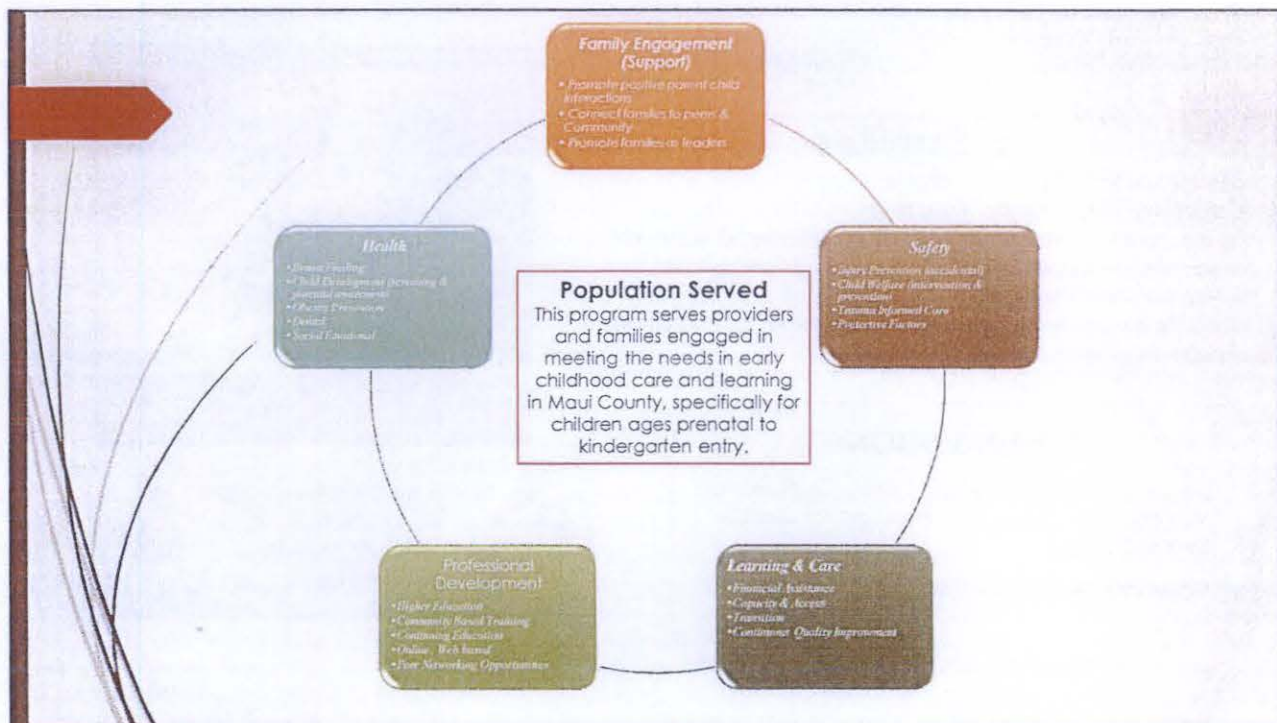 Family Engagement
(Support)
• Promote positive parent child
interactions
• Connect families to peers &
Community
• Promote families as leaders
Health
• Breast Feeding
• Child Development (screening &
• Obesity Prevention
• Dental
• Social Emotional
Safety
• Injury Prevention (accidental)
• Child Welfare (intervention &
prevention)
• Trauma Informed Care
• Protective Factors
Population Served
This program serves providers
and families engaged in
meeting the needs in early
childhood care and learning
in Maui County, specifically for
children ages prenatal to
kindergarten entry.
Professional
Development
• Higher Education
• Community Based Training
• Continuing Education
• Online, Web based
• Peer Networking Opportunities
Learning & Care
• Financial Assistance
• Capacity & Access
• Transition
• Continuous Quality Improvement